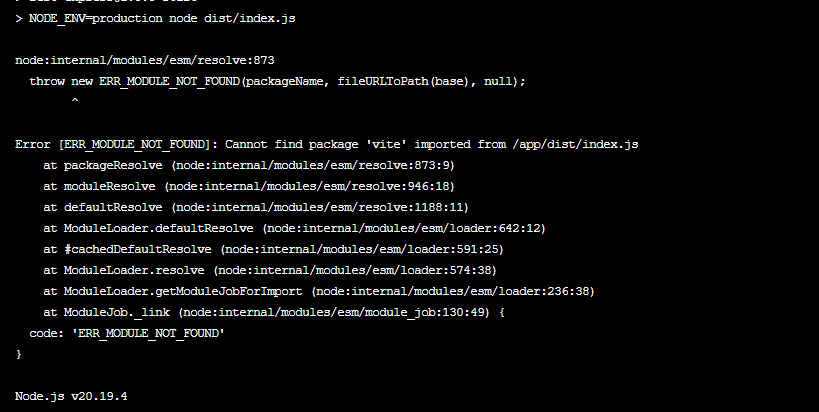 > NODE_ENV=production node dist/index.js
node:internal/modules/esm/resolve:873
throw new ERR_MODULE_NOT_FOUND(packageName, fileURLToPath(base), null);
^
Error [ERR_MODULE_NOT_FOUND]: Cannot find package 'vite' imported from /app/dist/index.js
at packageResolve (node:internal/modules/esm/resolve:873:9)
at moduleResolve (node:internal/modules/esm/resolve:946:18)
at defaultResolve (node:internal/modules/esm/resolve:1188:11)
at ModuleLoader.defaultResolve (node:internal/modules/esm/loader:642:12)
at #cachedDefaultResolve (node:internal/modules/esm/loader:591:25)
at ModuleLoader.resolve (node:internal/modules/esm/loader:574:38)
at ModuleLoader.getModuleJobForImport (node:internal/modules/esm/loader:236:38)
at ModuleJob._link (node:internal/modules/esm/module_job:130:49) {
code: 'ERR_MODULE_NOT_FOUND'
}
Node.js v20.19.4